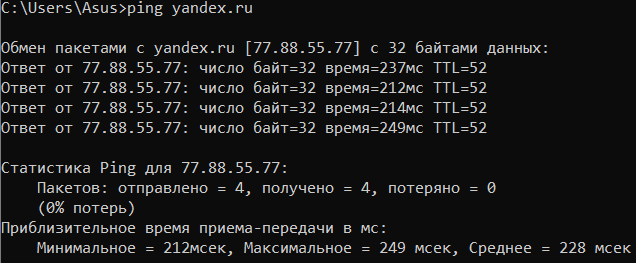 C:\Users\Asus>ping yandex.ru
Обмен пакетами с yandex.ru [77.88.55.77] с 32 байтами данных:
Ответ от 77.88.55.77: число байт=32 время=237мс TTL=52
Ответ от 77.88.55.77: число байт=32 время=212мс TTL=52
Ответ от 77.88.55.77: число байт=32 время=214мс TTL=52
Ответ от 77.88.55.77: число байт=32 время=249мс TTL=52
Статистика Ping для 77.88.55.77:
Пакетов: отправлено = 4, получено = 4, потеряно = 0
(0% потерь)
Приблизительное время приема-передачи в мс:
Минимальное = 212мсек, Максимальное = 249 мсек, Среднее = 228 мсек